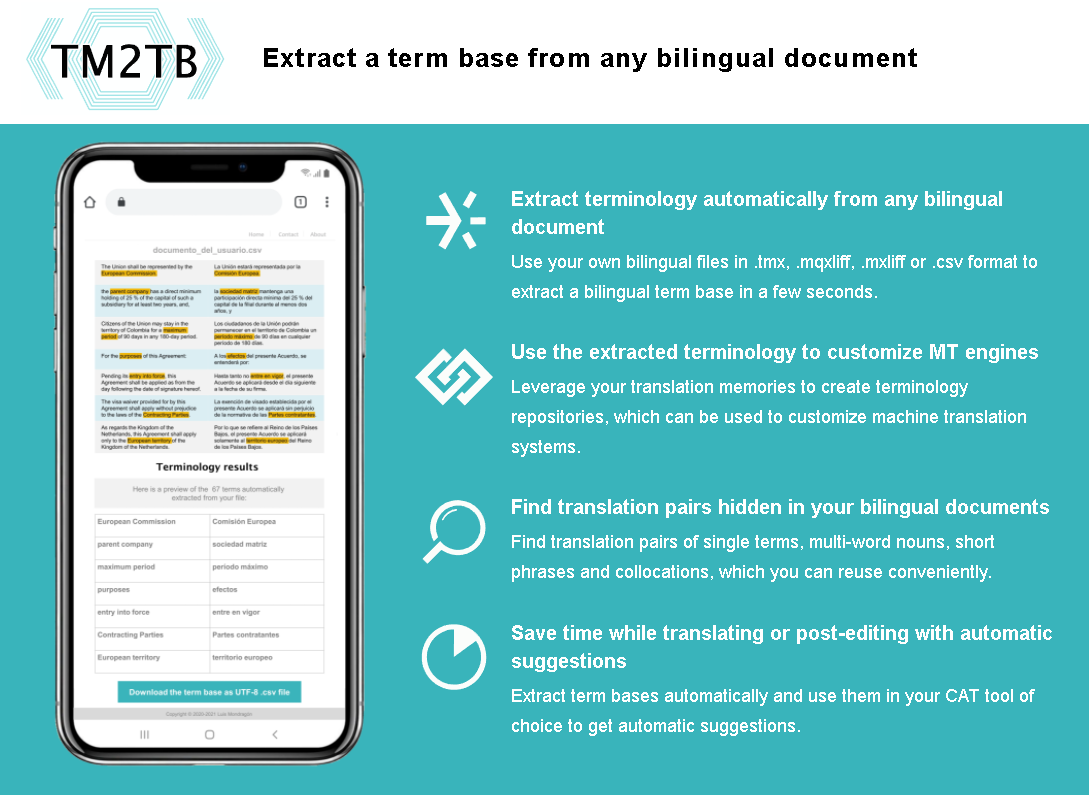 TM2TB
Extract a term base from any bilingual document
1
Home
Contact
About
documento_del_usuario.csv
The Union shall be represented by the
European Commission.
La Unión estará representada por la
Comisión Europea.
the parent company has a direct minimum
holding of 25 % of the capital of such a
subsidiary for at least two years, and,
la sociedad matriz mantenga una
participación directa mínima del 25 % del
capital de la filial durante al menos dos
años, y
Citizens of the Union may stay in the
territory of Colombia for a maximum
period of 90 days in any 180-day period.
Los ciudadanos de la Unión podrán
permanecer en el territorio de Colombia un
período máximo de 90 días en cualquier
período de 180 días.
For the purposes of this Agreement:
A los efectos del presente Acuerdo, se
entenderá por:
Pending its entry into force, this
Agreement shall be applied as from the
day following the date of signature hereof.
Hasta tanto no entre en vigor, el presente
Acuerdo se aplicará desde el día siguiente
a la fecha de su firma.
The visa waiver provided for by this
Agreement shall apply without prejudice
to the laws of the Contracting Parties.
La exención de visado establecida por el
presente Acuerdo se aplicará sin perjuicio
de la normativa de las Partes contratantes.
As regards the Kingdom of the
Netherlands, this Agreement shall apply
only to the European territory of the
Kingdom of the Netherlands.
Por lo que se refiere al Reino de los Países
Bajos, el presente Acuerdo se aplicará
solamente al territorio europeo del Reino
de los Países Bajos.
Terminology results
Here is a preview of the 67 terms automatically
extracted from your file:
European Commission
Comisión Europea
parent company
sociedad matriz
maximum period
período máximo
purposes
efectos
entry into force
entre en vigor
Contracting Parties
Partes contratantes
European territory
territorio europeo
Download the term base as UTF-8 .csv file
Copyright © 2020-2021 Luis Mondragón
Extract terminology automatically from any bilingual
document
Use your own bilingual files in .tmx, .mqxliff, .mxliff or .csv format to
extract a bilingual term base in a few seconds.
Use the extracted terminology to customize MT engines
Leverage your translation memories to create terminology
repositories, which can be used to customize machine translation
systems.
Find translation pairs hidden in your bilingual documents
Find translation pairs of single terms, multi-word nouns, short
phrases and collocations, which you can reuse conveniently.
Save time while translating or post-editing with automatic
suggestions
Extract term bases automatically and use them in your CAT tool of
choice to get automatic suggestions.